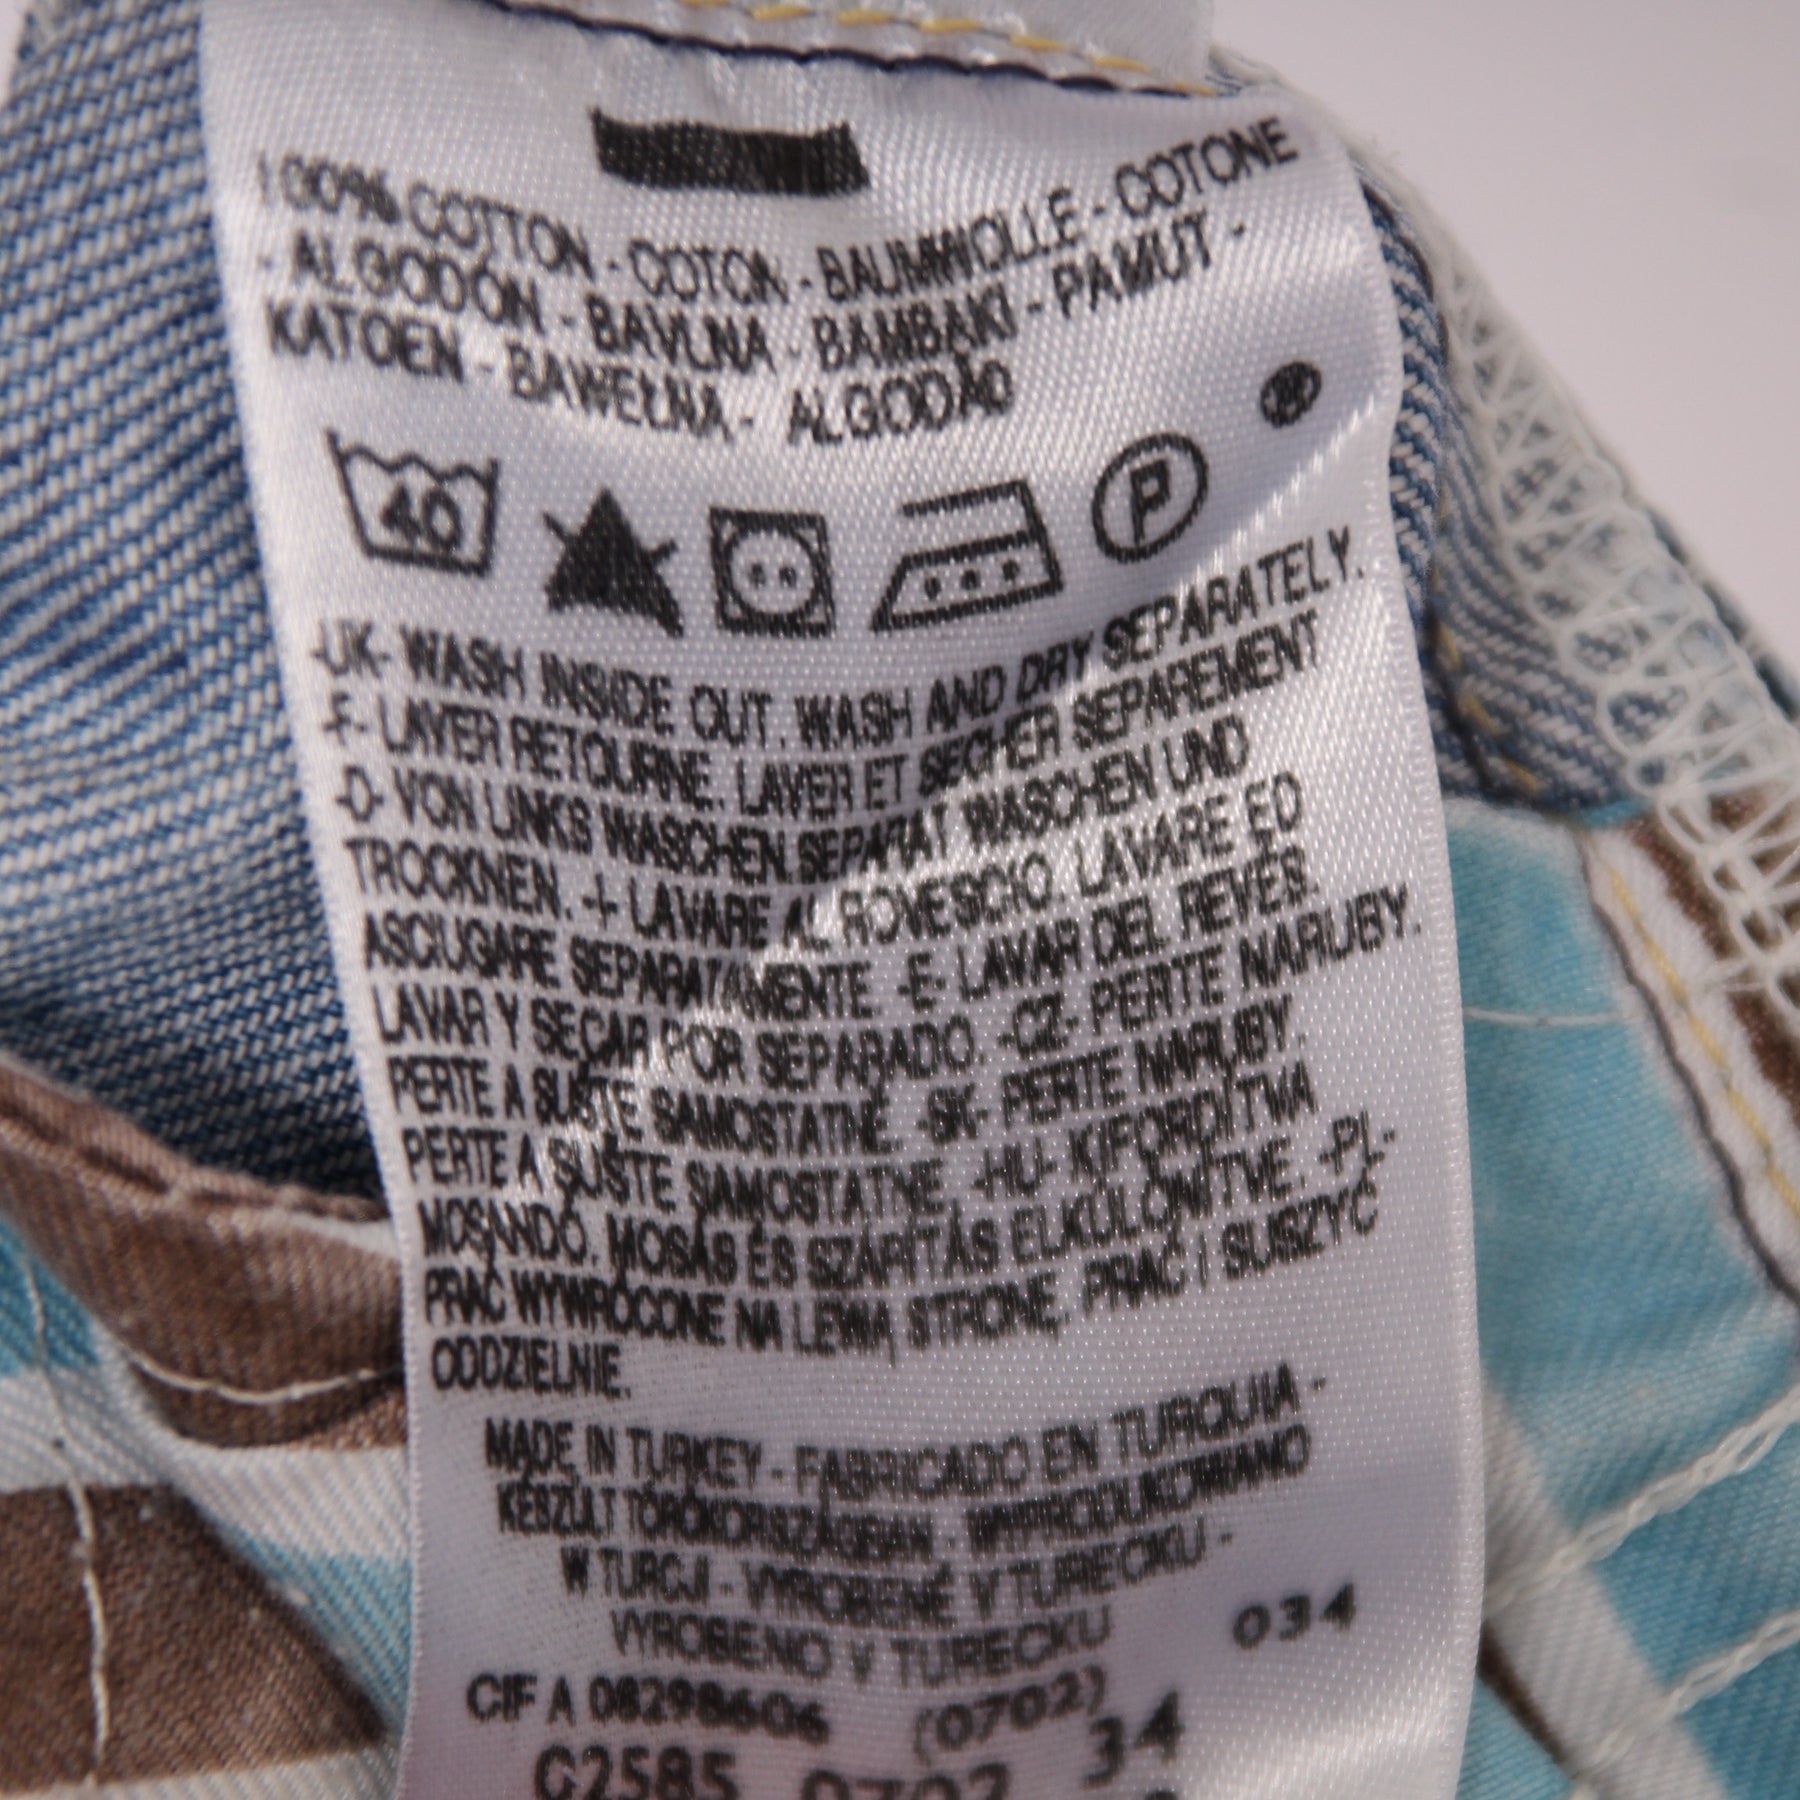 100% COTTON - COTON - BAUMWOLLE - COTONE
- ALGODÓN - BAVLNA - BAMBAKI - PAMUT -
KATOEN - BAWEŁNA - ALGODÃO
40
P
-UK- WASH INSIDE OUT. WASH AND DRY SEPARATELY.
-F- LAVER RETOURNE. LAVER ET SECHER SEPAREMENT
-D- VON LINKS WASCHEN. SEPARAT WASCHEN UND
TROCKNEN. -I- LAVARE AL ROVESCIO. LAVARE ED
ASCIUGARE SEPARATAMENTE -E- LAVAR DEL REVÉS.
LAVAR Y SECAR POR SEPARADO. -CZ- PERTE NARUBY.
PERTE A SUŠTE SAMOSTATNĚ. -SK- PERTE NARUBY
PERTE A SUŠTE SAMOSTATNE. -HU- KIFORDÍTVA
MOSANDÓ. MOSÁS ÉS SZÁRÍTÁS ELKÜLÖNÍTVE. -PL-
PRAĆ WYWRÓCONE NA LEWĄ STRONĘ. PRAĆ I SUSZYĆ
ODDZIELNIE.
MADE IN TURKEY - FABRICADO EN TURQUIA -
KÉSZÜLT TÖRÖKORSZÁGBAN - WYPRODUKOWANO
W TURCJI - VYROBENÉ V TURECKU -
VYROBENO V TURECKU
034
CIF A 08298606 (0702)
G2585 0702 34